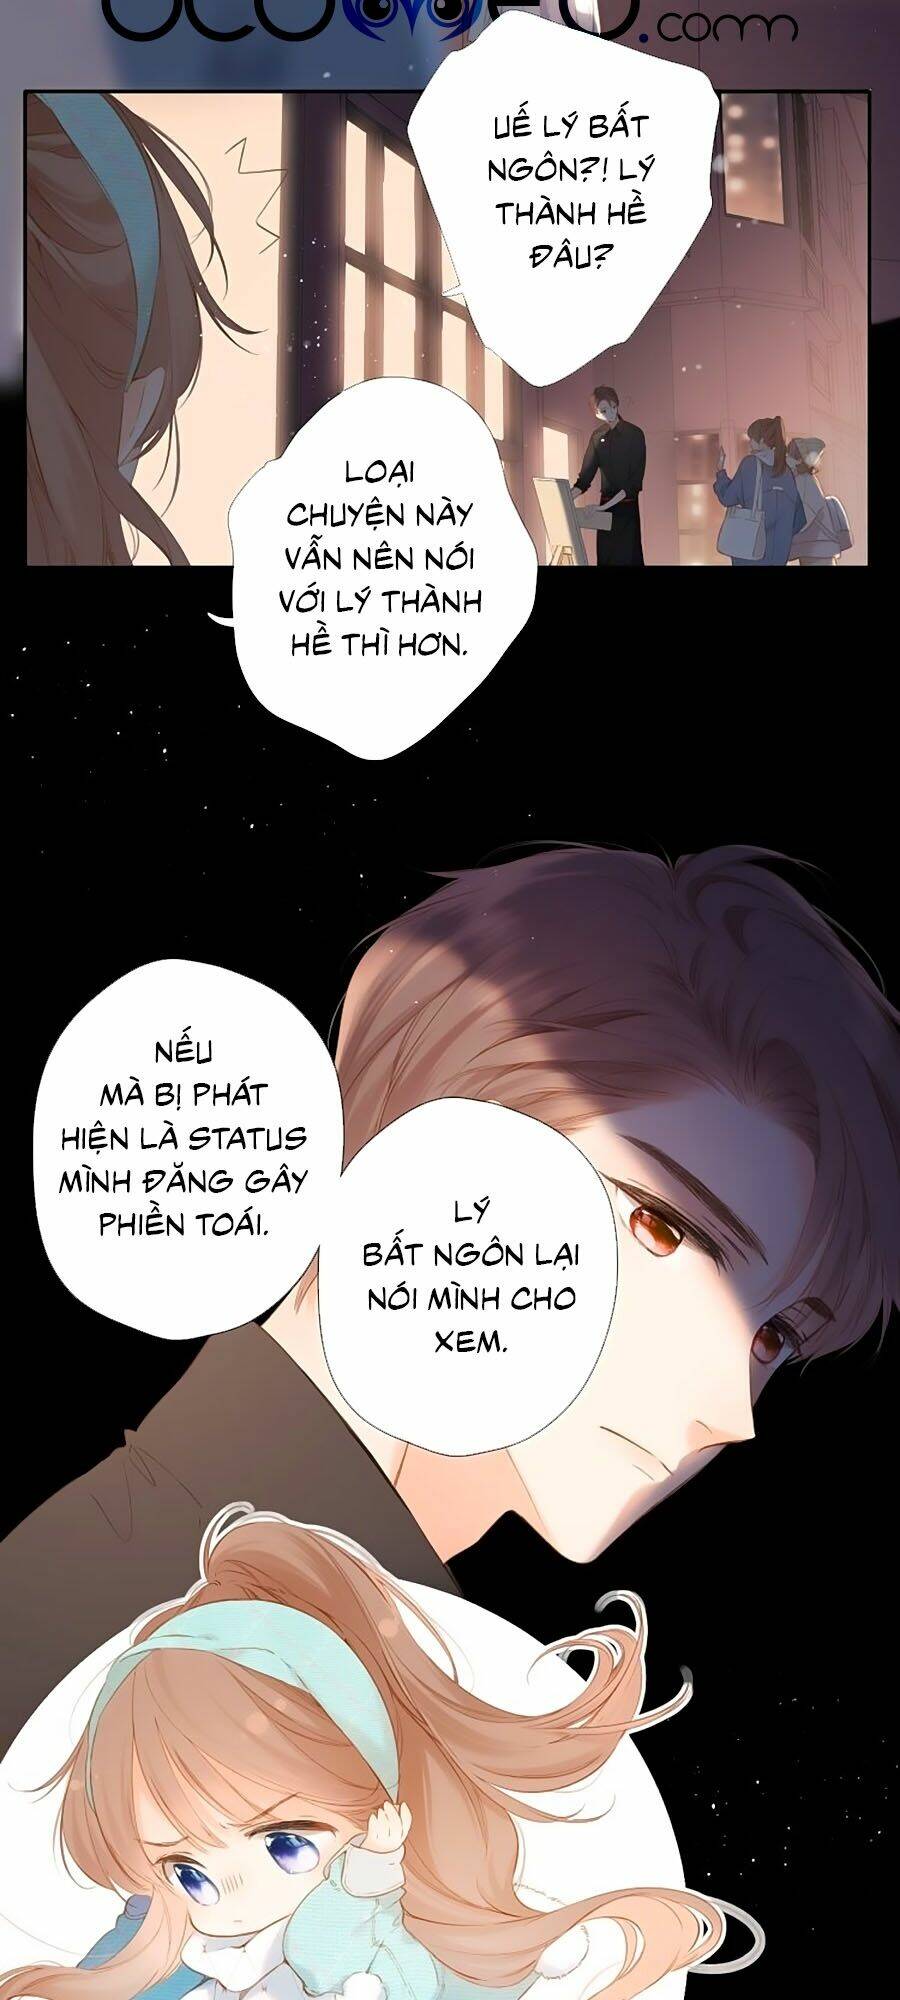 UẾ LÝ BẤT
NGÔN?! LÝ
THÀNH HỀ
ĐÂU?
LOẠI
CHUYỆN NÀY
VẪN NÊN NÓI
VỚI LÝ THÀNH
HỀ THÌ HƠN.
NẾU
MÀ BỊ PHÁT
HIỆN LÀ STATUS
MÌNH ĐĂNG GÂY
PHIỀN TOÁI.
LÝ
BẤT NGÔN LẠI
NÓI MÌNH CHO
XEM.